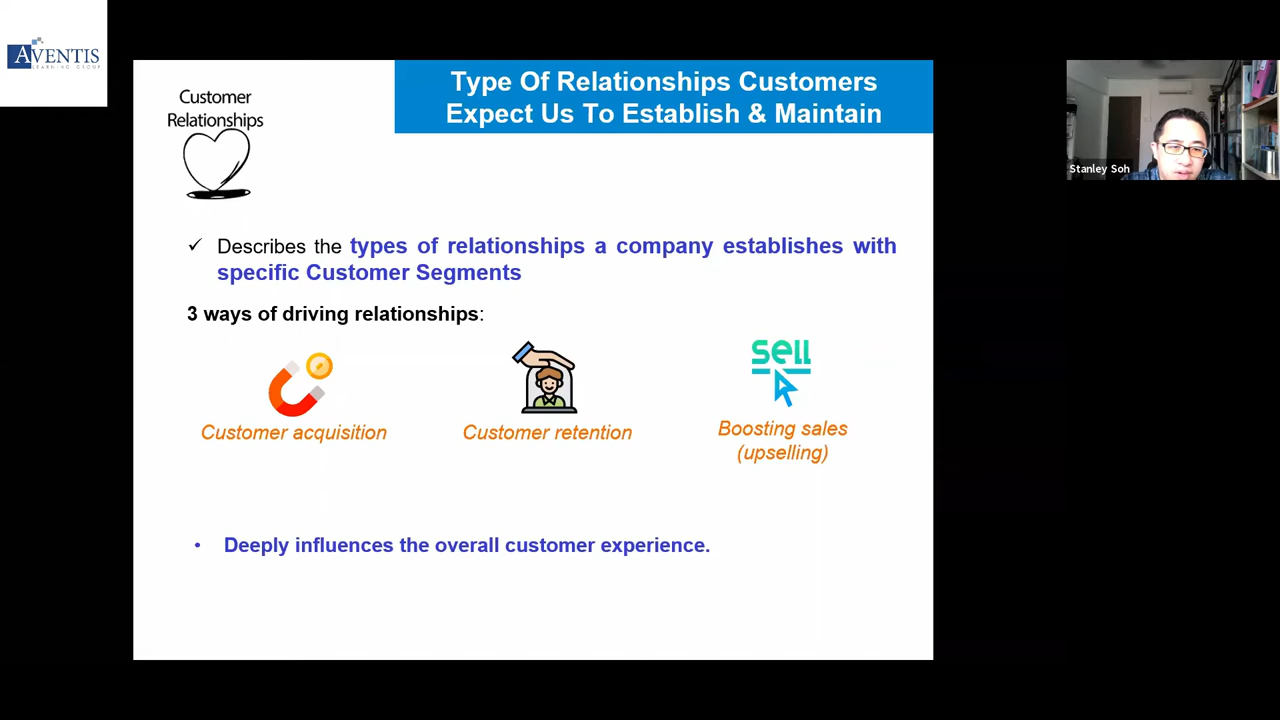 AVENTIS
LEARNING GROUP
Type Of Relationships Customers
Expect Us To Establish & Maintain
Customer
Relationships
Stanley Soh
✓ Describes the types of relationships a company establishes with
specific Customer Segments
3 ways of driving relationships:
sell
Customer acquisition
Customer retention
Boosting sales
(upselling)
• Deeply influences the overall customer experience.